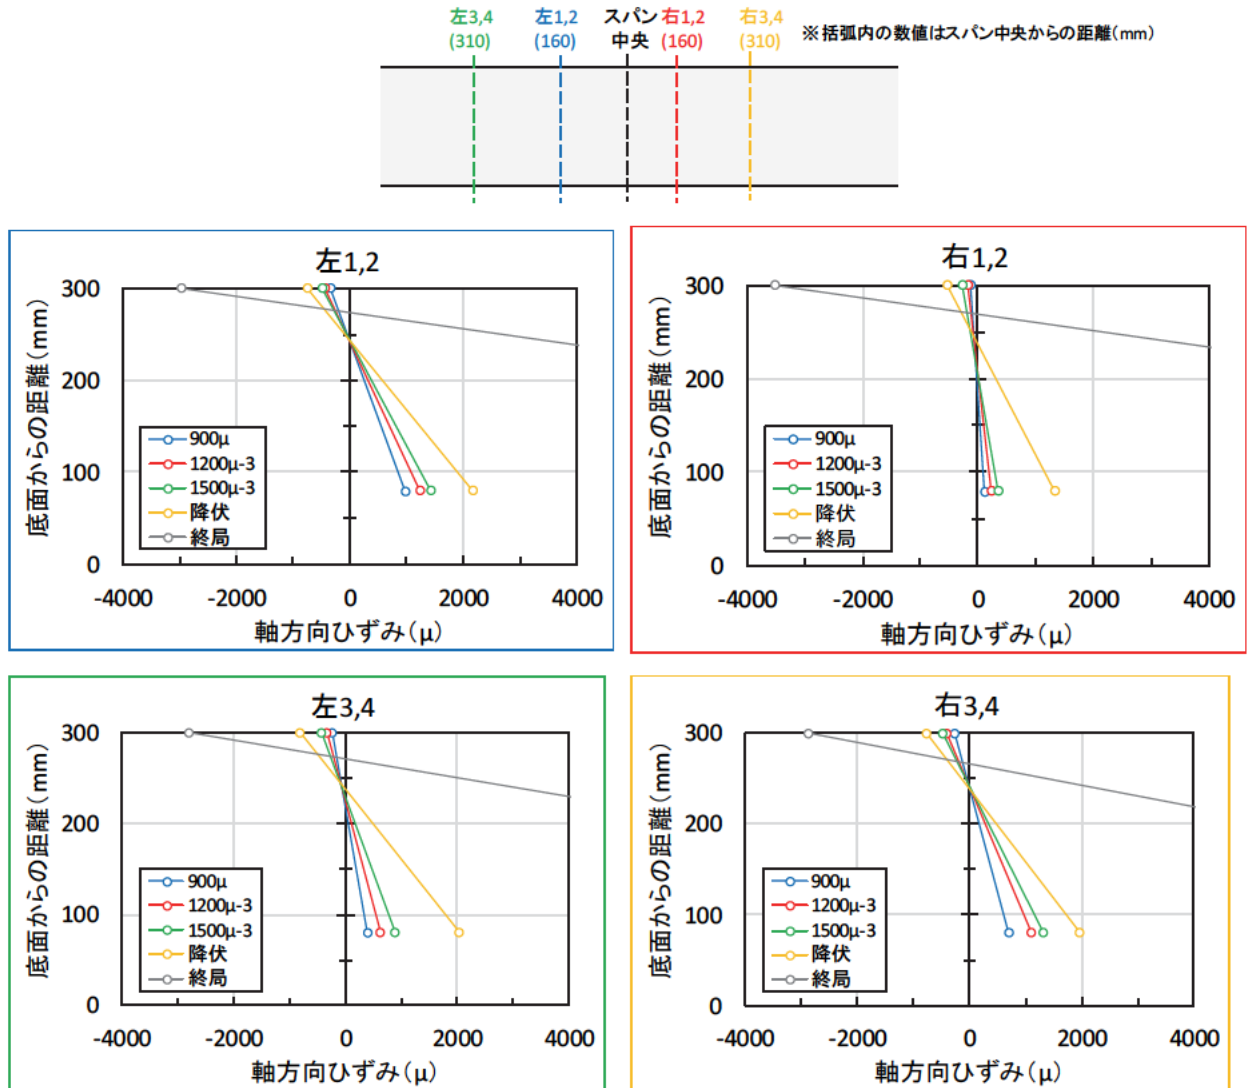 左3,4 左1,2 スパン 右1,2 右3,4
(310) (160) 中央 (160) (310)
※括弧内の数値はスパン中央からの距離(mm)
左1,2
底面からの距離(mm)
300
200
100
0
900μ
1200μ-3
1500μ-3
降伏
終局
-4000 -2000 0 2000 4000
軸方向ひずみ(μ)
右1,2
底面からの距離(mm)
300
200
100
0
900μ
1200μ-3
1500μ-3
降伏
終局
-4000 -2000 0 2000 4000
軸方向ひずみ(μ)
左3,4
底面からの距離(mm)
300
200
100
0
900μ
1200μ-3
1500μ-3
降伏
終局
-4000 -2000 0 2000 4000
軸方向ひずみ(μ)
右3,4
底面からの距離(mm)
300
200
100
0
900μ
1200μ-3
1500μ-3
降伏
終局
-4000 -2000 0 2000 4000
軸方向ひずみ(μ)